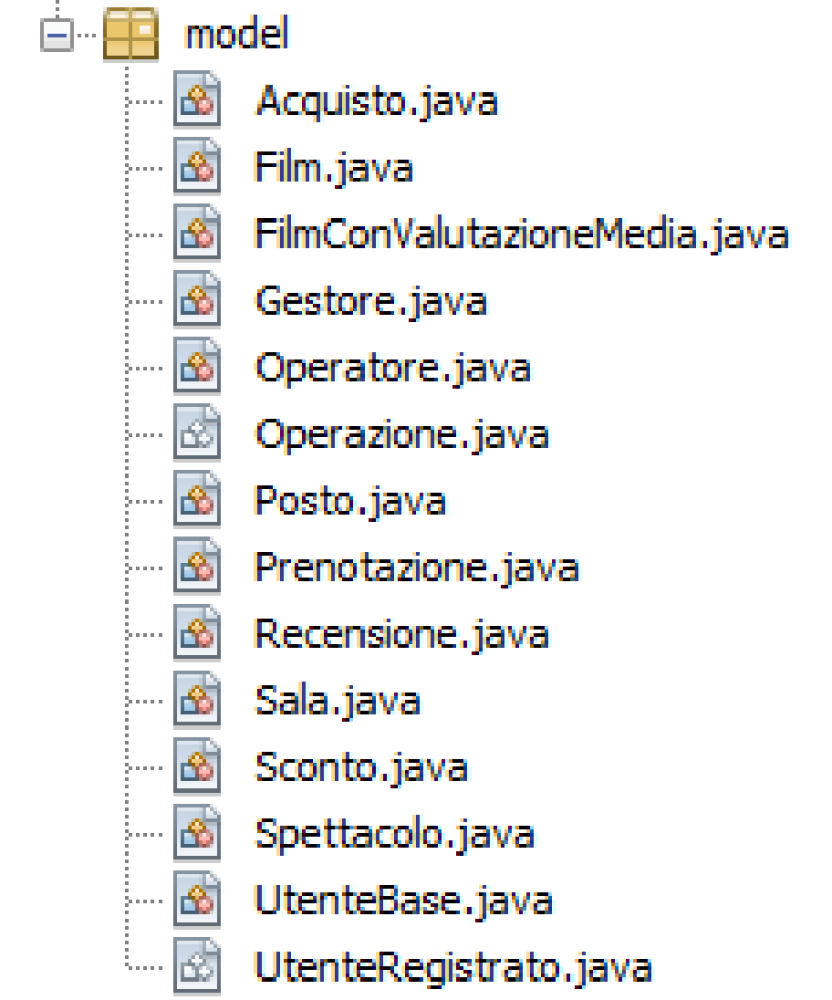 model
Acquisto.java
Film.java
FilmConValutazioneMedia.java
Gestore.java
Operatore.java
Operazione.java
Posto.java
Prenotazione.java
Recensione.java
Sala.java
Sconto.java
Spettacolo.java
UtenteBase.java
UtenteRegistrato.java